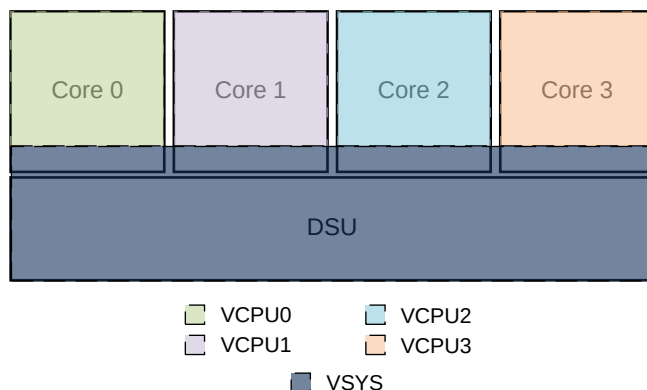 Core 0 Core 1 Core 2 Core 3
DSU
VCPU0 VCPU2
VCPU1 VCPU3
VSYS